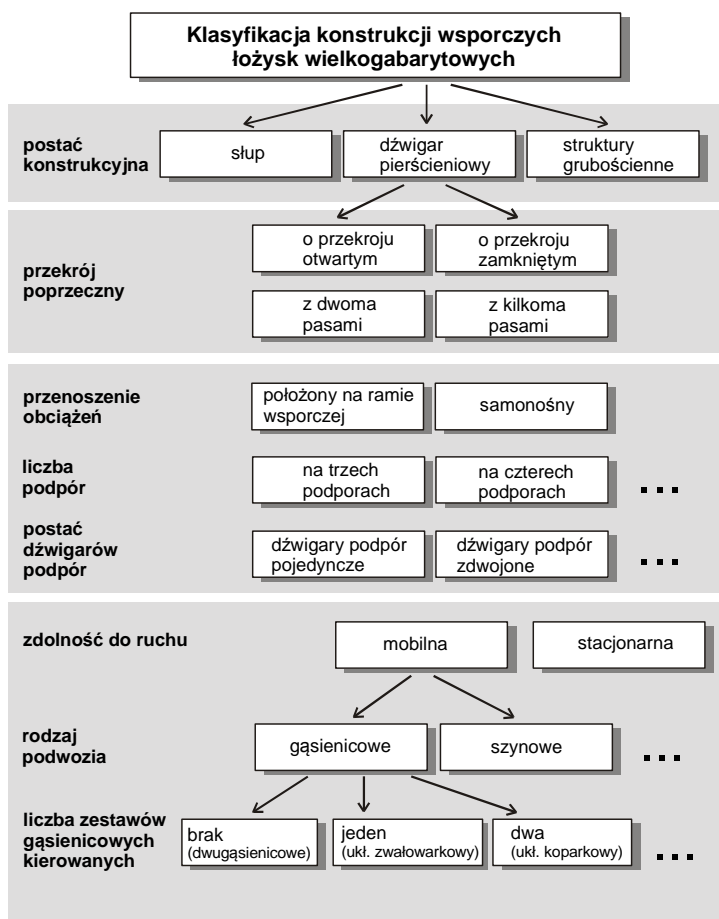 Klasyfikacja konstrukcji wsporczych
łożysk wielkogabarytowych
postać
konstrukcyjna
słup
dźwigar
pierścieniowy
struktury
grubościenne
przekrój
poprzeczny
o przekroju
otwartym
o przekroju
zamkniętym
z dwoma
pasami
z kilkoma
pasami
przenoszenie
obciążeń
położony na ramie
wsporczej
samonośny
liczba
podpór
na trzech
podporach
na czterech
podporach
...
postać
dźwigarów
podpór
dźwigary podpór
pojedyncze
dźwigary podpór
zdwojone
...
zdolność do ruchu
mobilna
stacjonarna
rodzaj
podwozia
gąsienicowe
szynowe
...
liczba zestawów
gąsienicowych
kierowanych
brak
(dwugąsienicowe)
jeden
(ukł. zwałowarkowy)
dwa
(ukł. koparkowy)
...